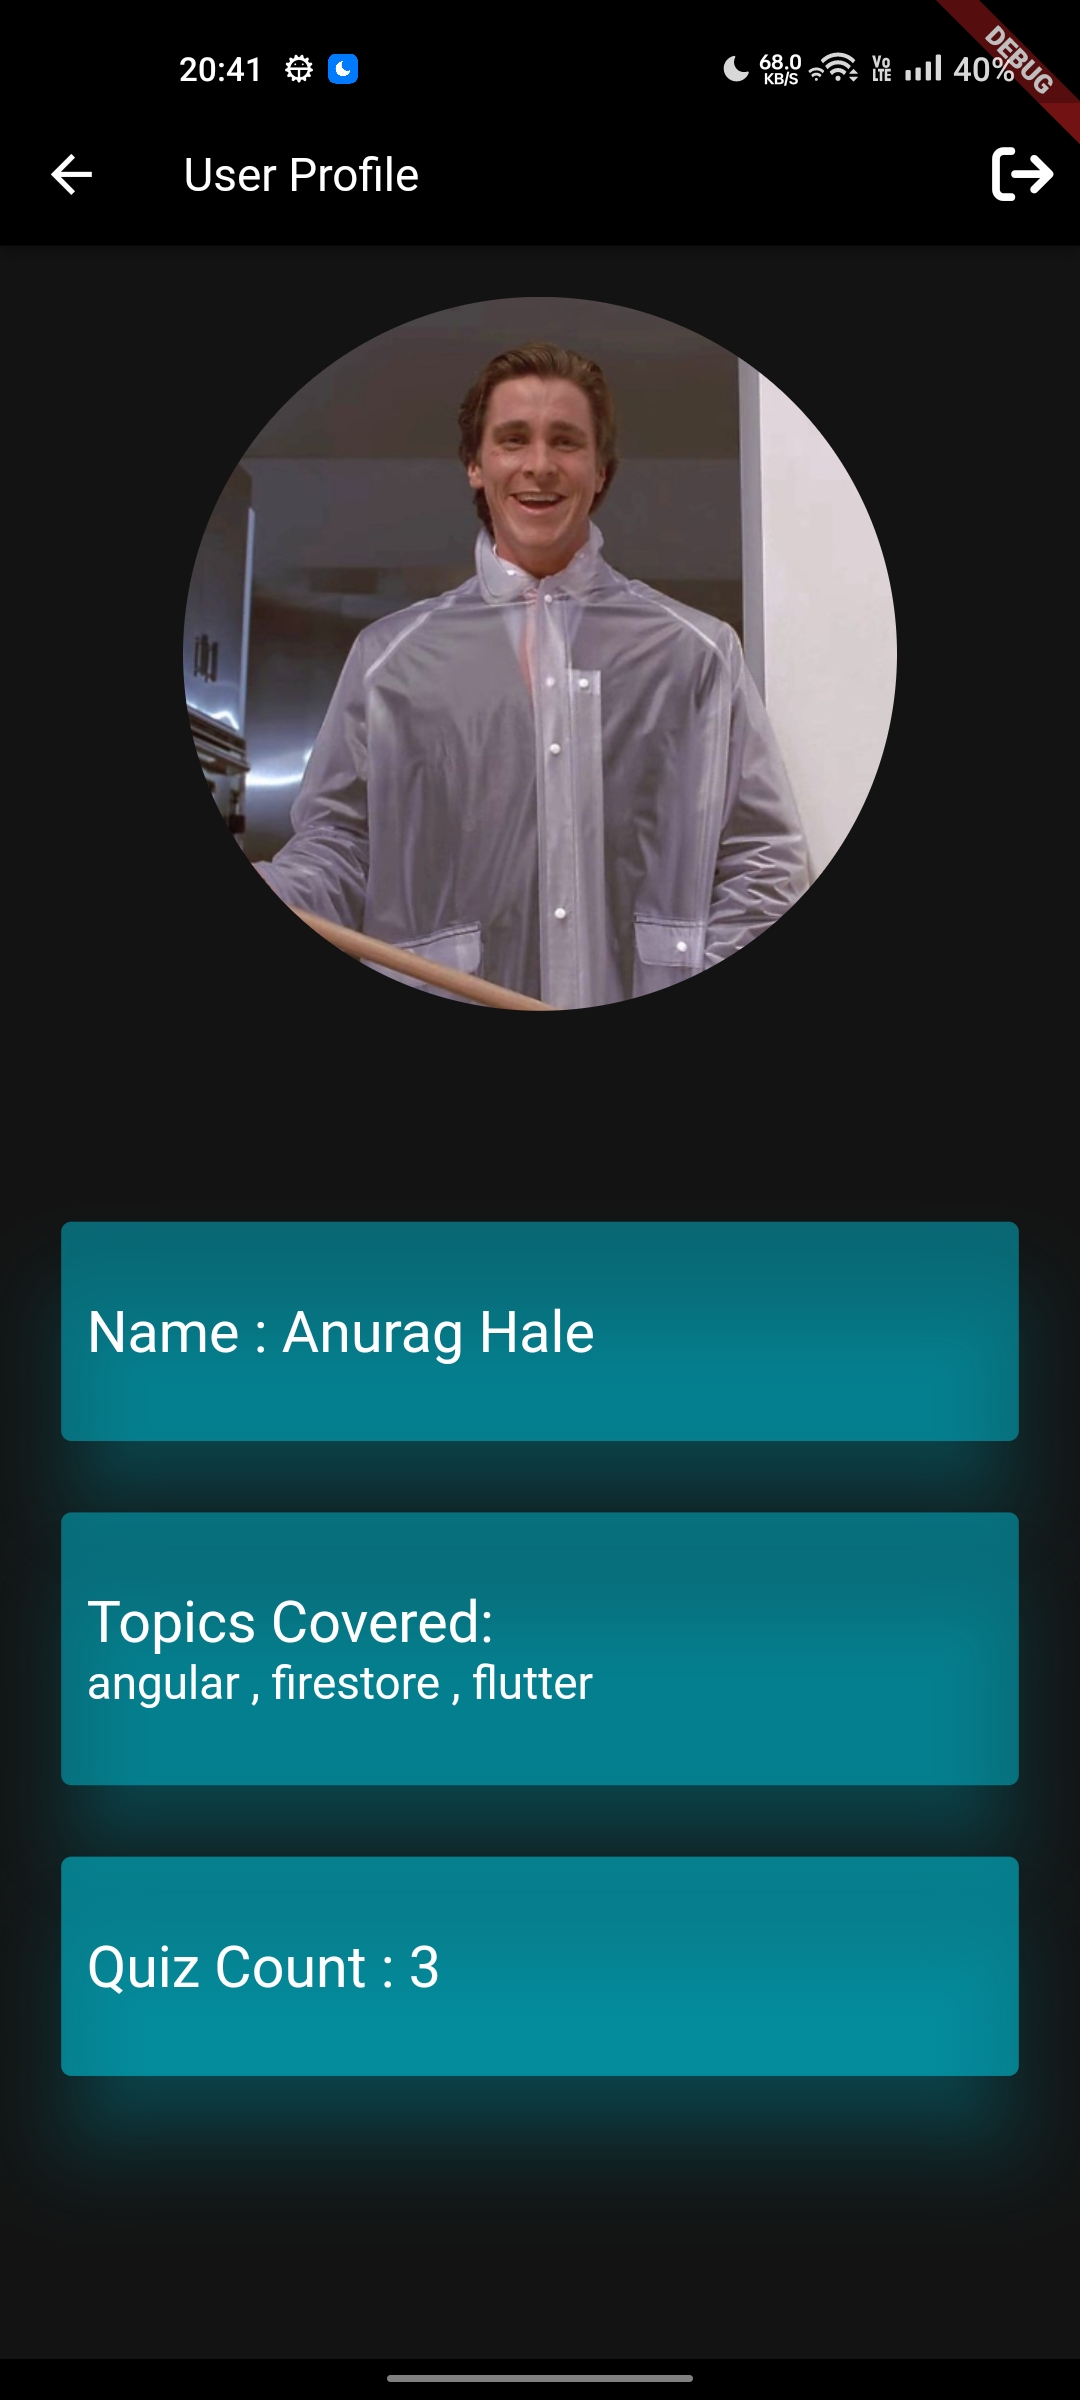 20:41
68.0
KB/S
Vo
LTE
40%
DEBUG
User Profile
Name : Anurag Hale
Topics Covered:
angular , firestore , flutter
Quiz Count : 3